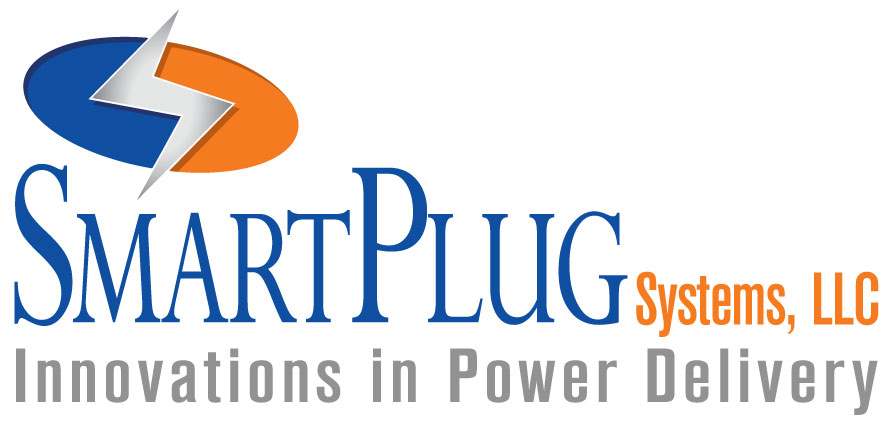 SMARTPLUG Systems, LLC
Innovations in Power Delivery